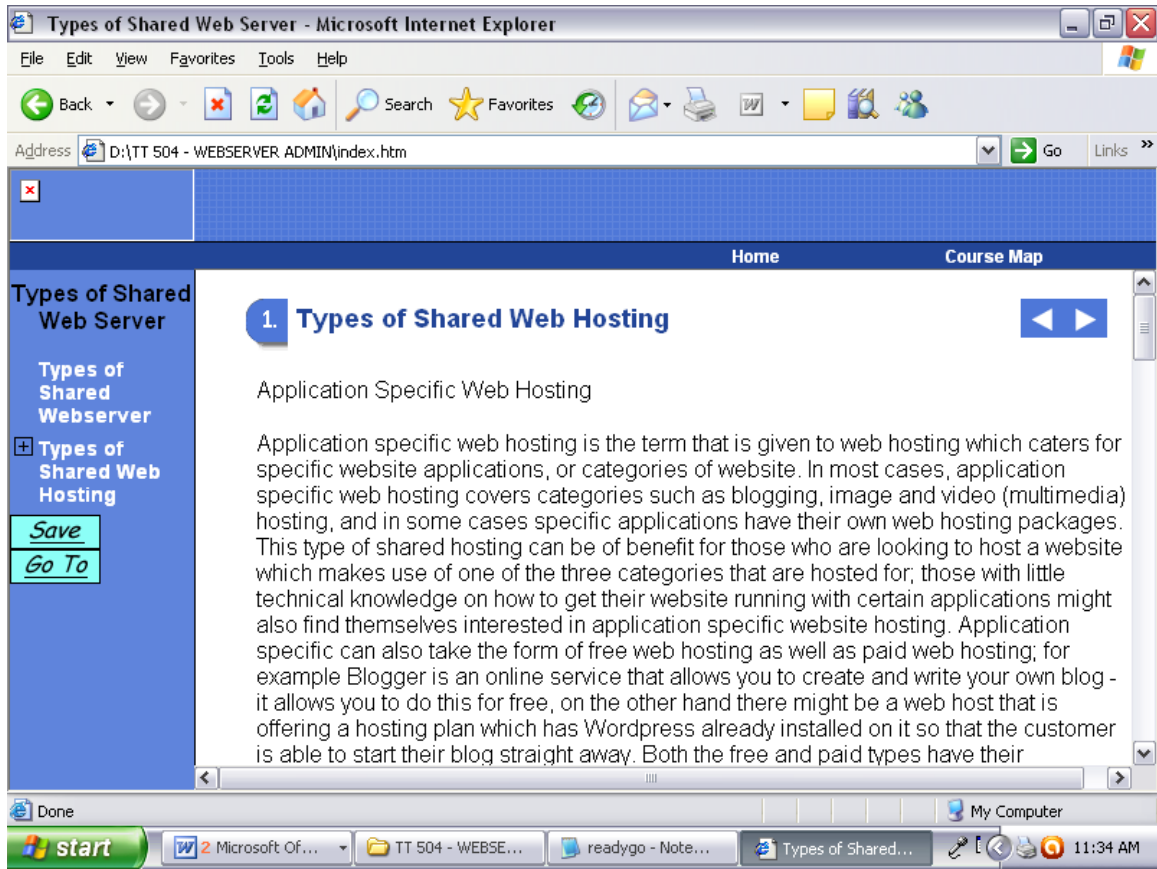 Types of Shared Web Server - Microsoft Internet Explorer
File Edit View Favorites Tools Help
Back Search Favorites
Address D:\TT 504 - WEBSERVER ADMIN\index.htm Go Links »
Home Course Map
Types of Shared
Web Server
Types of
Shared
Webserver
Types of
Shared Web
Hosting
Save
Go To
1. Types of Shared Web Hosting
Application Specific Web Hosting
Application specific web hosting is the term that is given to web hosting which caters for
specific website applications, or categories of website. In most cases, application
specific web hosting covers categories such as blogging, image and video (multimedia)
hosting, and in some cases specific applications have their own web hosting packages.
This type of shared hosting can be of benefit for those who are looking to host a website
which makes use of one of the three categories that are hosted for; those with little
technical knowledge on how to get their website running with certain applications might
also find themselves interested in application specific website hosting. Application
specific can also take the form of free web hosting as well as paid web hosting; for
example Blogger is an online service that allows you to create and write your own blog -
it allows you to do this for free, on the other hand there might be a web host that is
offering a hosting plan which has Wordpress already installed on it so that the customer
is able to start their blog straight away. Both the free and paid types have their
Done My Computer
start 2 Microsoft Of... TT 504 - WEBSE... readygo - Note... Types of Shared... 11:34 AM